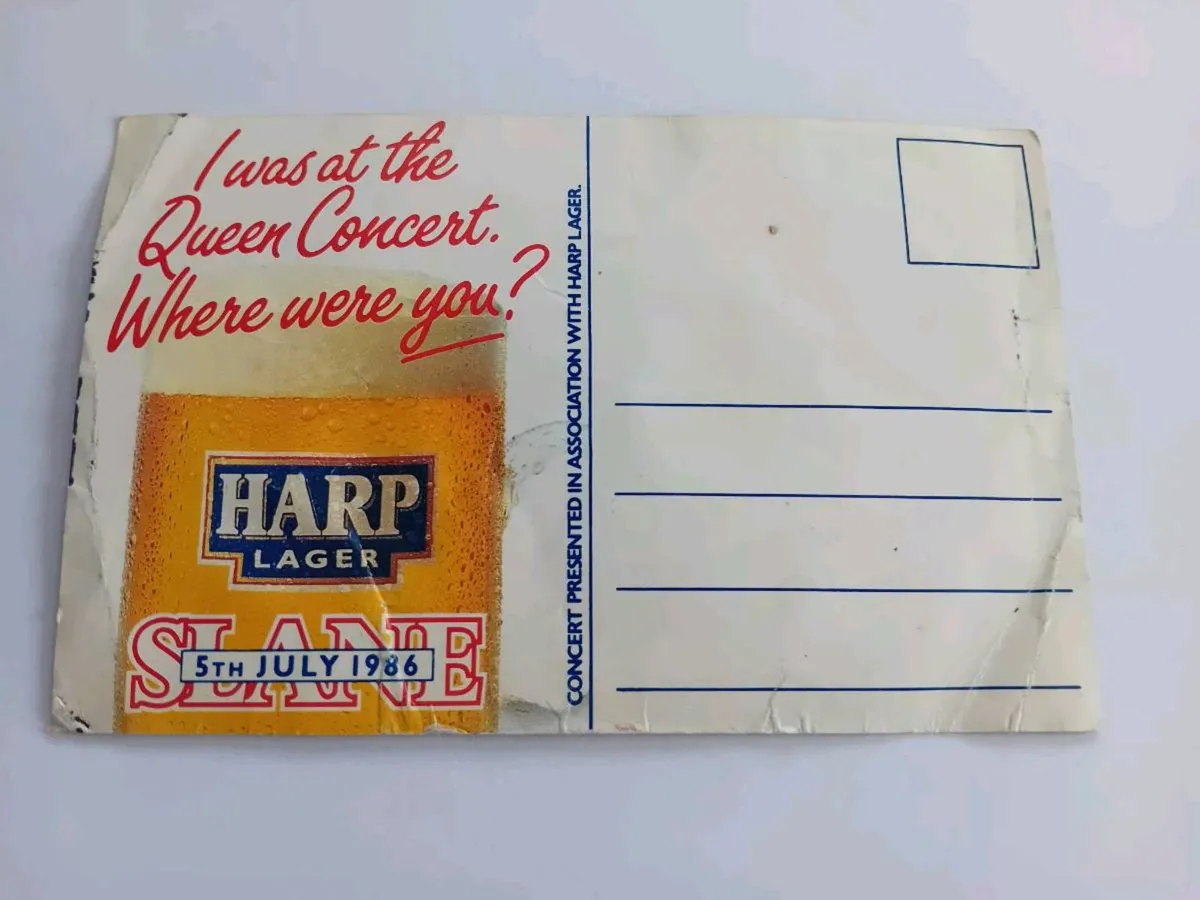 I was at the
Queen Concert.
Where were you?
HARP
LAGER
SLANE
5TH JULY 1986
CONCERT PRESENTED IN ASSOCIATION WITH HARP LAGER.